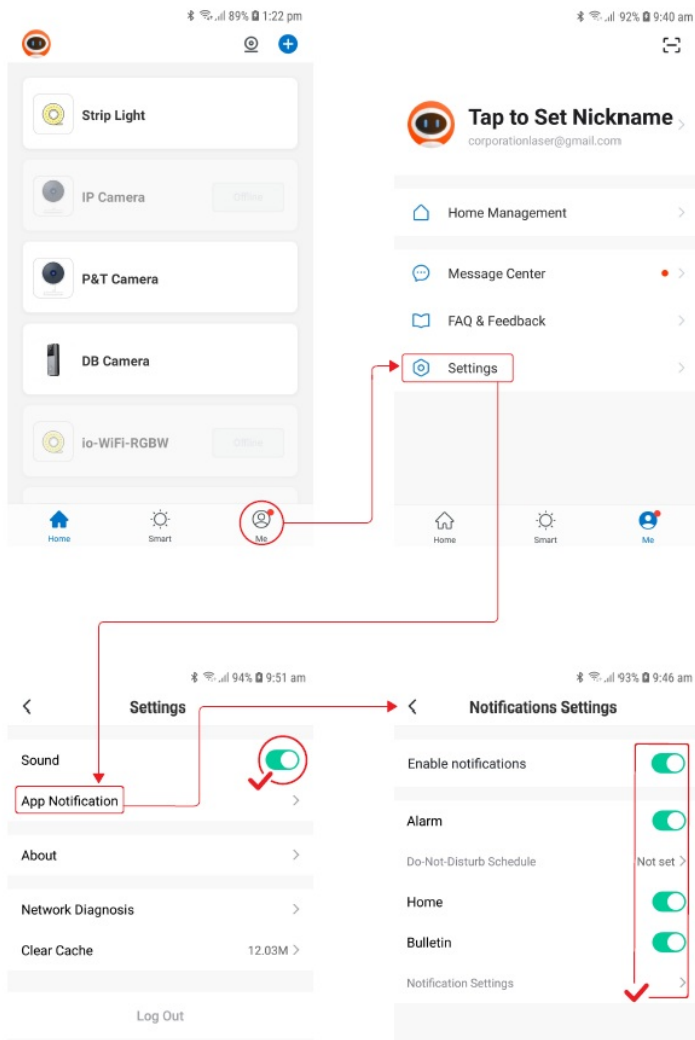 89% 1:22 pm
Strip Light
IP Camera
Offline
P&T Camera
DB Camera
io-WiFi-RGBW
Offline
Home
Smart
Me
92% 9:40 am
Tap to Set Nickname
corporationlaser@gmail.com
Home Management
Message Center
FAQ & Feedback
Settings
Home
Smart
Me
94% 9:51 am
Settings
Sound
App Notification
About
Network Diagnosis
Clear Cache 12.03M
Log Out
93% 9:46 am
Notifications Settings
Enable notifications
Alarm
Do-Not-Disturb Schedule Not set
Home
Bulletin
Notification Settings